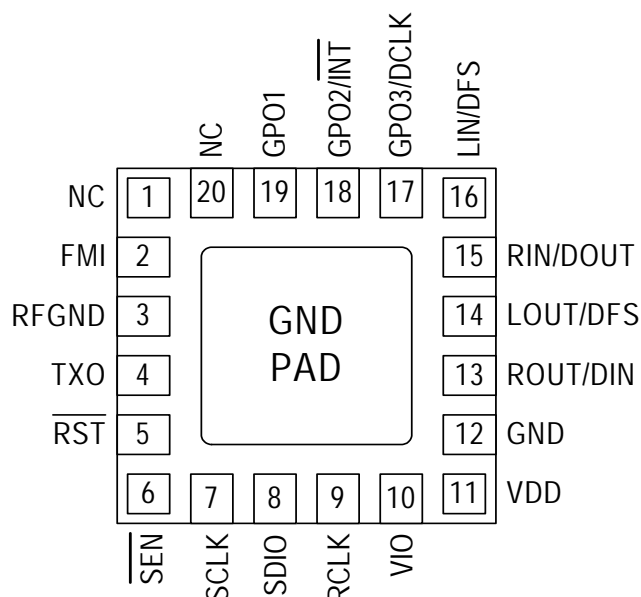 NC
GPO1
GPO2/INT
GPO3/DCLK
LIN/DFS
NC
FMI
RFGND
TXO
RST
1
2
3
4
5
6
20
19
18
17
16
GND
PAD
15
14
13
12
11
RIN/DOUT
LOUT/DFS
ROUT/DIN
GND
VDD
7
8
9
10
SEN
SCLK
SDIO
RCLK
VIO